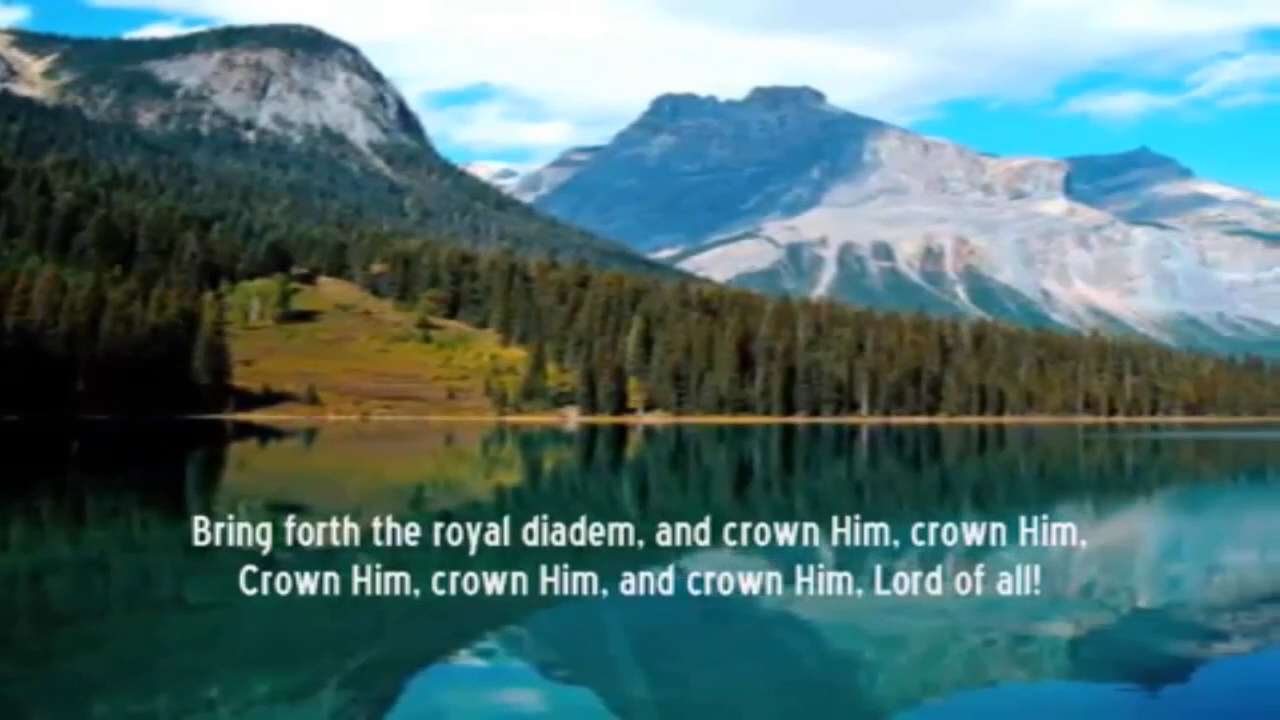 Bring forth the royal diadem, and crown Him, crown Him,
Crown Him, crown Him, and crown Him, Lord of all!